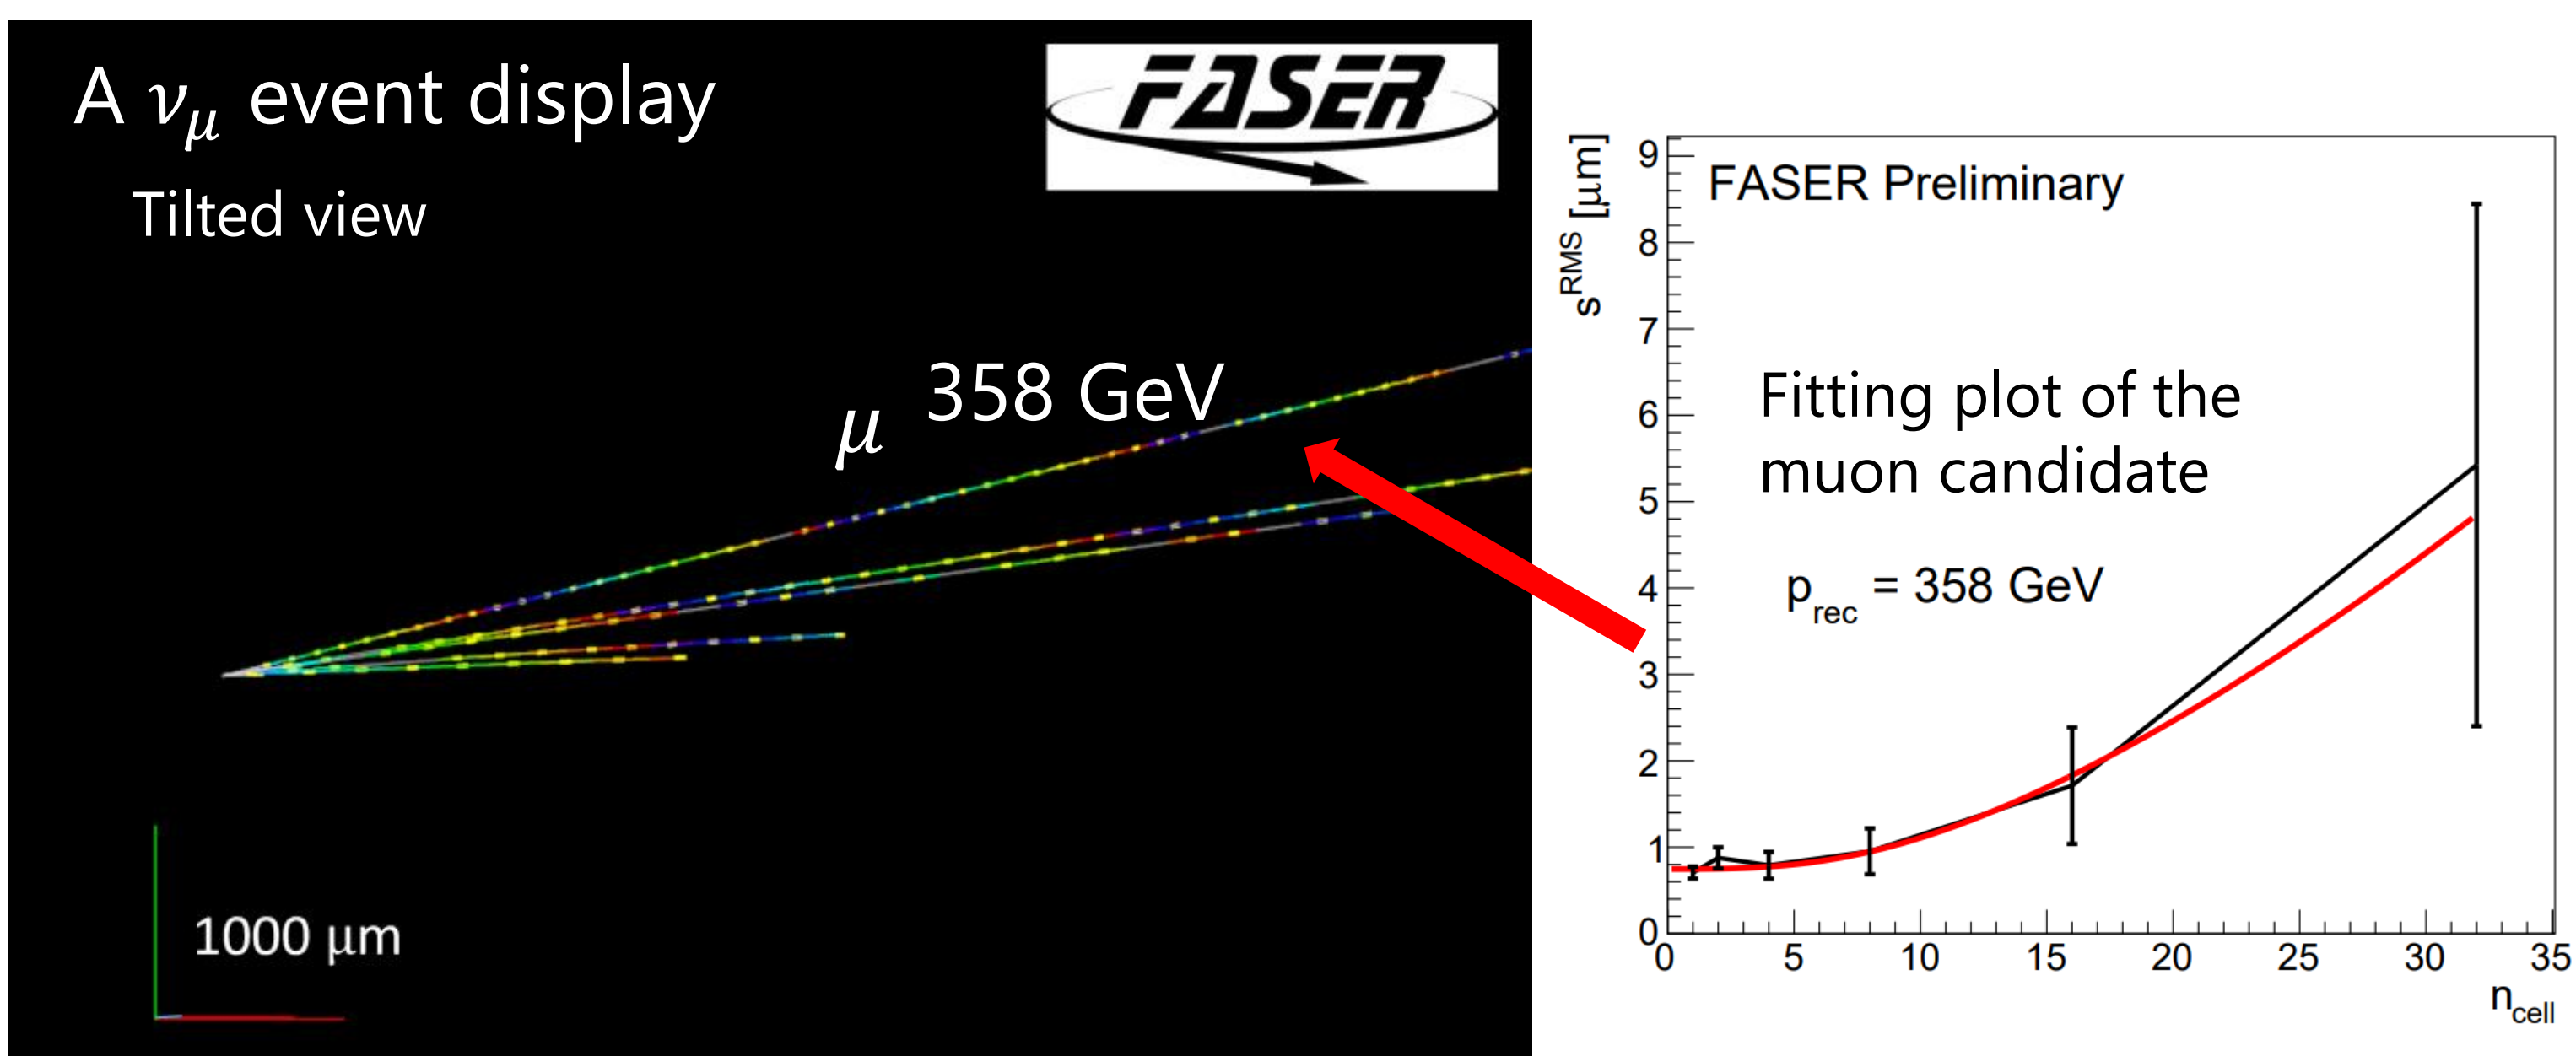 A νμ event display
Tilted view
FASER
μ 358 GeV
1000 μm
sRMS [μm]
9
8
7
6
5
4
3
2
1
0
FASER Preliminary
Fitting plot of the
muon candidate
prec = 358 GeV
0 5 10 15 20 25 30 35
ncell